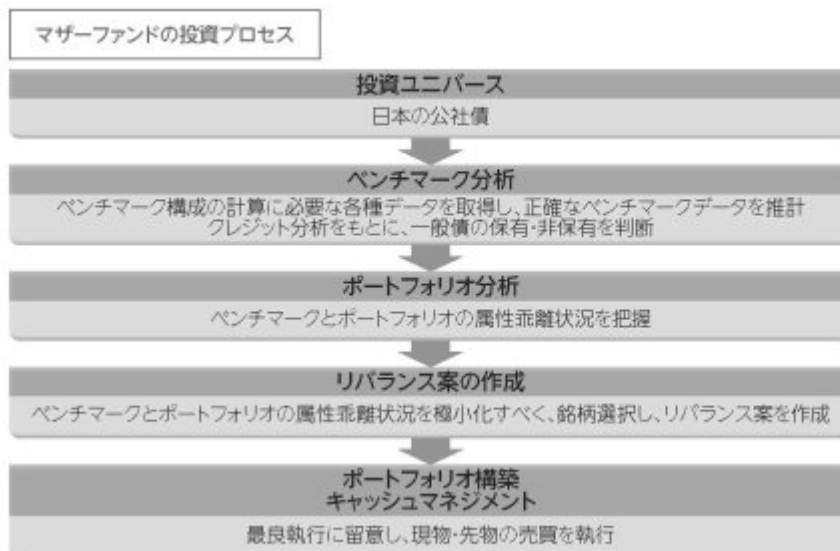 マザーファンドの投資プロセス
投資ユニバース
日本の公社債
ベンチマーク分析
ベンチマーク構成の計算に必要な各種データを取得し、正確なベンチマークデータを推計
クレジット分析をもとに、一般債の保有・非保有を判断
ポートフォリオ分析
ベンチマークとポートフォリオの属性乖離状況を把握
リバランス案の作成
ベンチマークとポートフォリオの属性乖離状況を極小化すべく、銘柄選択し、リバランス案を作成
ポートフォリオ構築
キャッシュマネジメント
最良執行に留意し、現物・先物の売買を執行